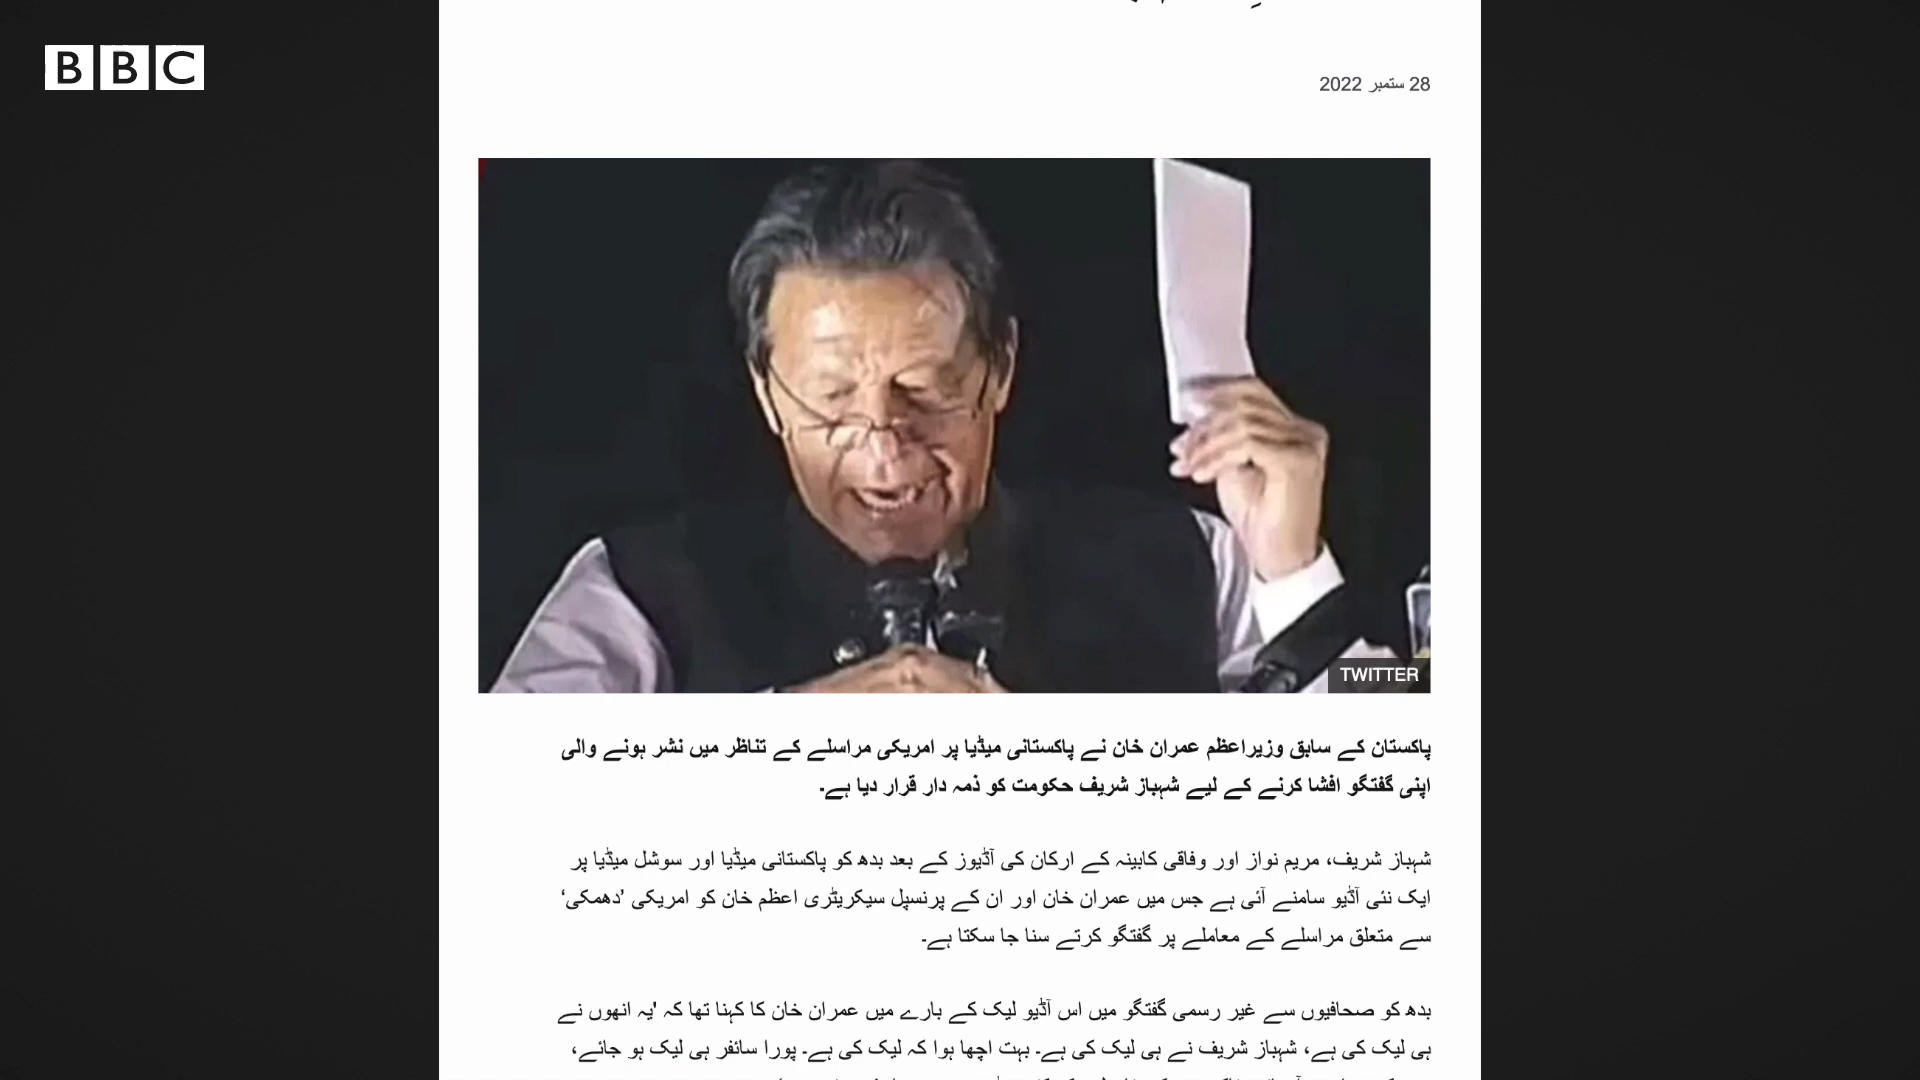 BBC
28 ستمبر 2022
TWITTER
پاکستان کے سابق وزیراعظم عمران خان نے پاکستانی میڈیا پر امریکی مراسلے کے تناظر میں نشر ہونے والی
اپنی گفتگو افشا کرنے کے لیے شہباز شریف حکومت کو ذمہ دار قرار دیا ہے۔
شہباز شریف، مریم نواز اور وفاقی کابینہ کے ارکان کی آڈیوز کے بعد بدھ کو پاکستانی میڈیا اور سوشل میڈیا پر
ایک نئی آڈیو سامنے آئی ہے جس میں عمران خان اور ان کے پرنسپل سیکریٹری اعظم خان کو امریکی ’دھمکی‘
سے متعلق مراسلے کے معاملے پر گفتگو کرتے سنا جا سکتا ہے۔
بدھ کو صحافیوں سے غیر رسمی گفتگو میں اس آڈیو لیک کے بارے میں عمران خان کا کہنا تھا کہ 'یہ انھوں نے
ہی لیک کی ہے، شہباز شریف نے ہی لیک کی ہے۔ بہت اچھا ہوا کہ لیک کی ہے۔ پورا سائفر ہی لیک ہو جائے،